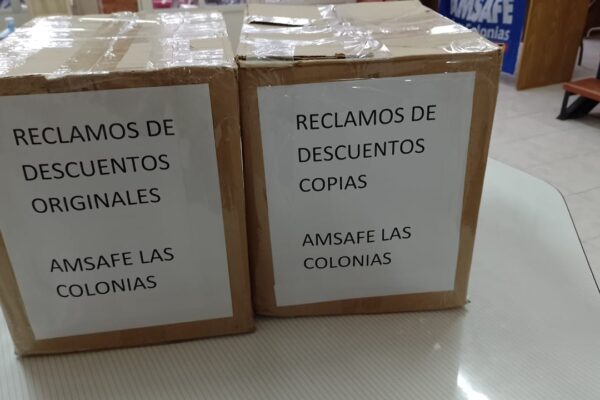 RECLAMOS DE
DESCUENTOS
ORIGINALES
AMSAFE LAS
COLONIAS
RECLAMOS DE
DESCUENTOS
COPIAS
AMSAFE LAS
COLONIAS
AMSAFE
Colonias